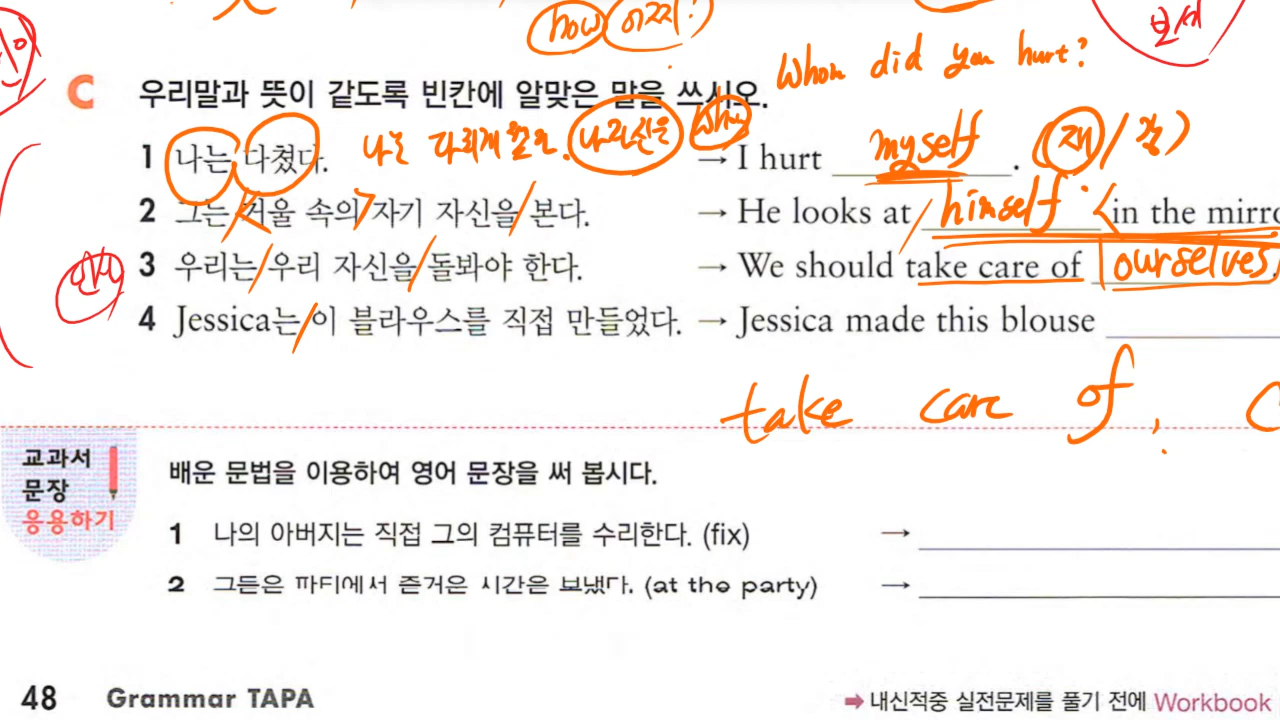 how 어찌!
보셔
Whom did you hurt?
C 우리말과 뜻이 같도록 빈칸에 알맞은 말을 쓰시오.
1 나는 다쳤다. 나는 다치게 했다. 나 자신을 why → I hurt myself . (재/갈)
2 그는 거울 속의 자기 자신을 본다. → He looks at himself in the mirro
3 우리는 우리 자신을 돌봐야 한다. → We should take care of ourselves.
4 Jessica는 이 블라우스를 직접 만들었다. → Jessica made this blouse
take care of,
교과서 문장 응용하기
배운 문법을 이용하여 영어 문장을 써 봅시다.
1 나의 아버지는 직접 그의 컴퓨터를 수리한다. (fix) →
2 그들은 파티에서 즐거운 시간을 보냈다. (at the party) →
48 Grammar TAPA
➡ 내신적중 실전문제를 풀기 전에 Workbook